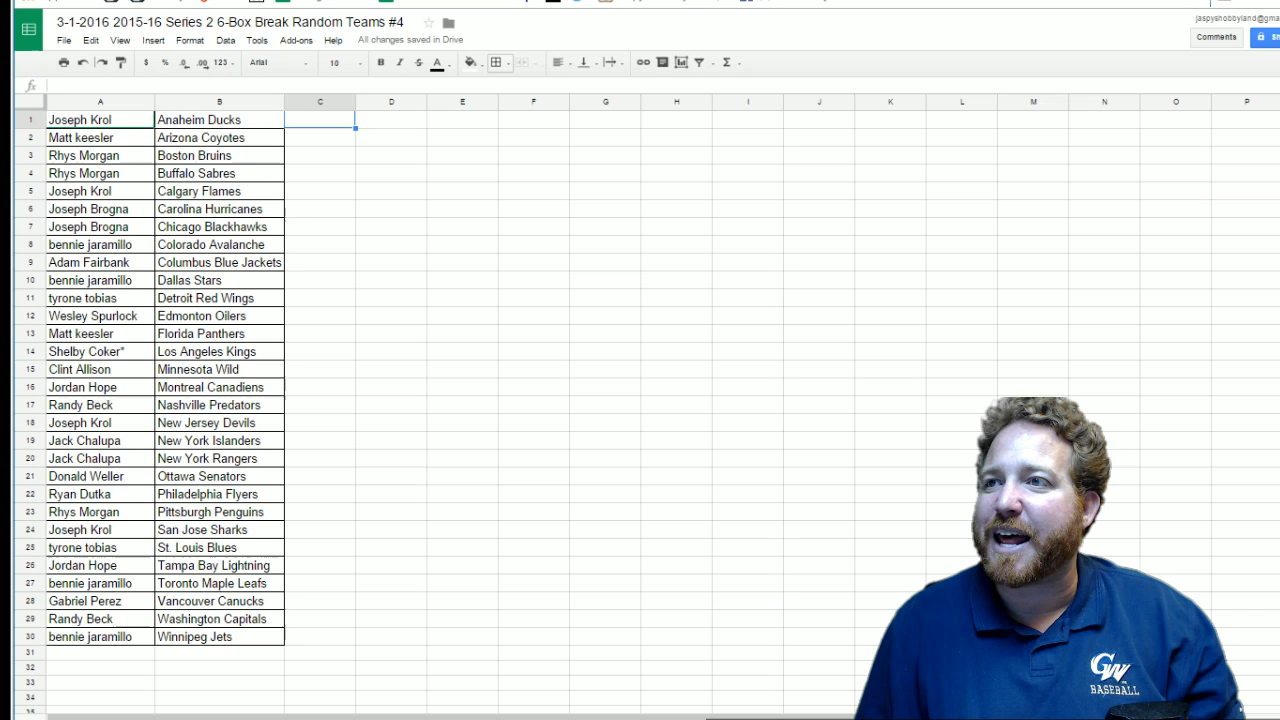 3-1-2016 2015-16 Series 2 6-Box Break Random Teams #4
jaspyshobbyland@gma
File Edit View Insert Format Data Tools Add-ons Help All changes saved in Drive
Comments
$ % .0 .00 123 Arial 10 B I S A Σ
fx
A B C D E F G H I J K L M N O P
1 Joseph Krol Anaheim Ducks
2 Matt keesler Arizona Coyotes
3 Rhys Morgan Boston Bruins
4 Rhys Morgan Buffalo Sabres
5 Joseph Krol Calgary Flames
6 Joseph Brogna Carolina Hurricanes
7 Joseph Brogna Chicago Blackhawks
8 bennie jaramillo Colorado Avalanche
9 Adam Fairbank Columbus Blue Jackets
10 bennie jaramillo Dallas Stars
11 tyrone tobias Detroit Red Wings
12 Wesley Spurlock Edmonton Oilers
13 Matt keesler Florida Panthers
14 Shelby Coker* Los Angeles Kings
15 Clint Allison Minnesota Wild
16 Jordan Hope Montreal Canadiens
17 Randy Beck Nashville Predators
18 Joseph Krol New Jersey Devils
19 Jack Chalupa New York Islanders
20 Jack Chalupa New York Rangers
21 Donald Weller Ottawa Senators
22 Ryan Dutka Philadelphia Flyers
23 Rhys Morgan Pittsburgh Penguins
24 Joseph Krol San Jose Sharks
25 tyrone tobias St. Louis Blues
26 Jordan Hope Tampa Bay Lightning
27 bennie jaramillo Toronto Maple Leafs
28 Gabriel Perez Vancouver Canucks
29 Randy Beck Washington Capitals
30 bennie jaramillo Winnipeg Jets
31
32
33
34
35
GW
BASEBALL